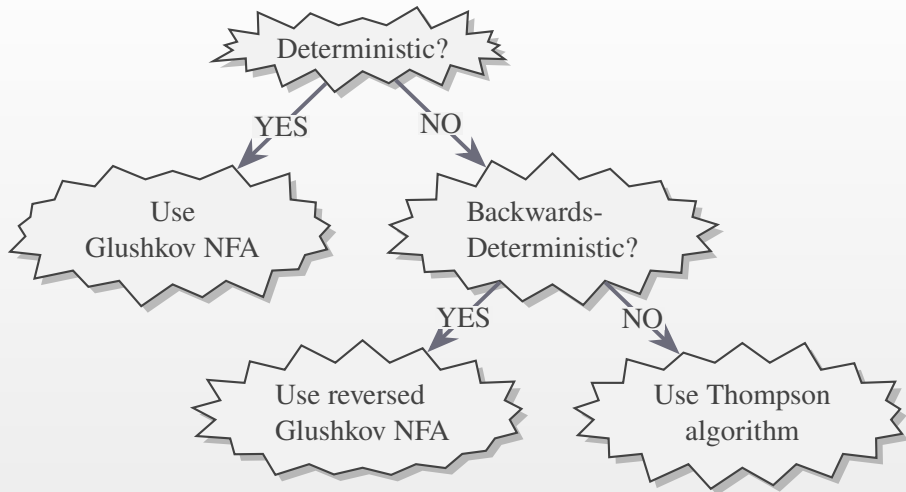 Deterministic?
YES
NO
Use
Glushkov NFA
Backwards-
Deterministic?
YES
NO
Use reversed
Glushkov NFA
Use Thompson
algorithm